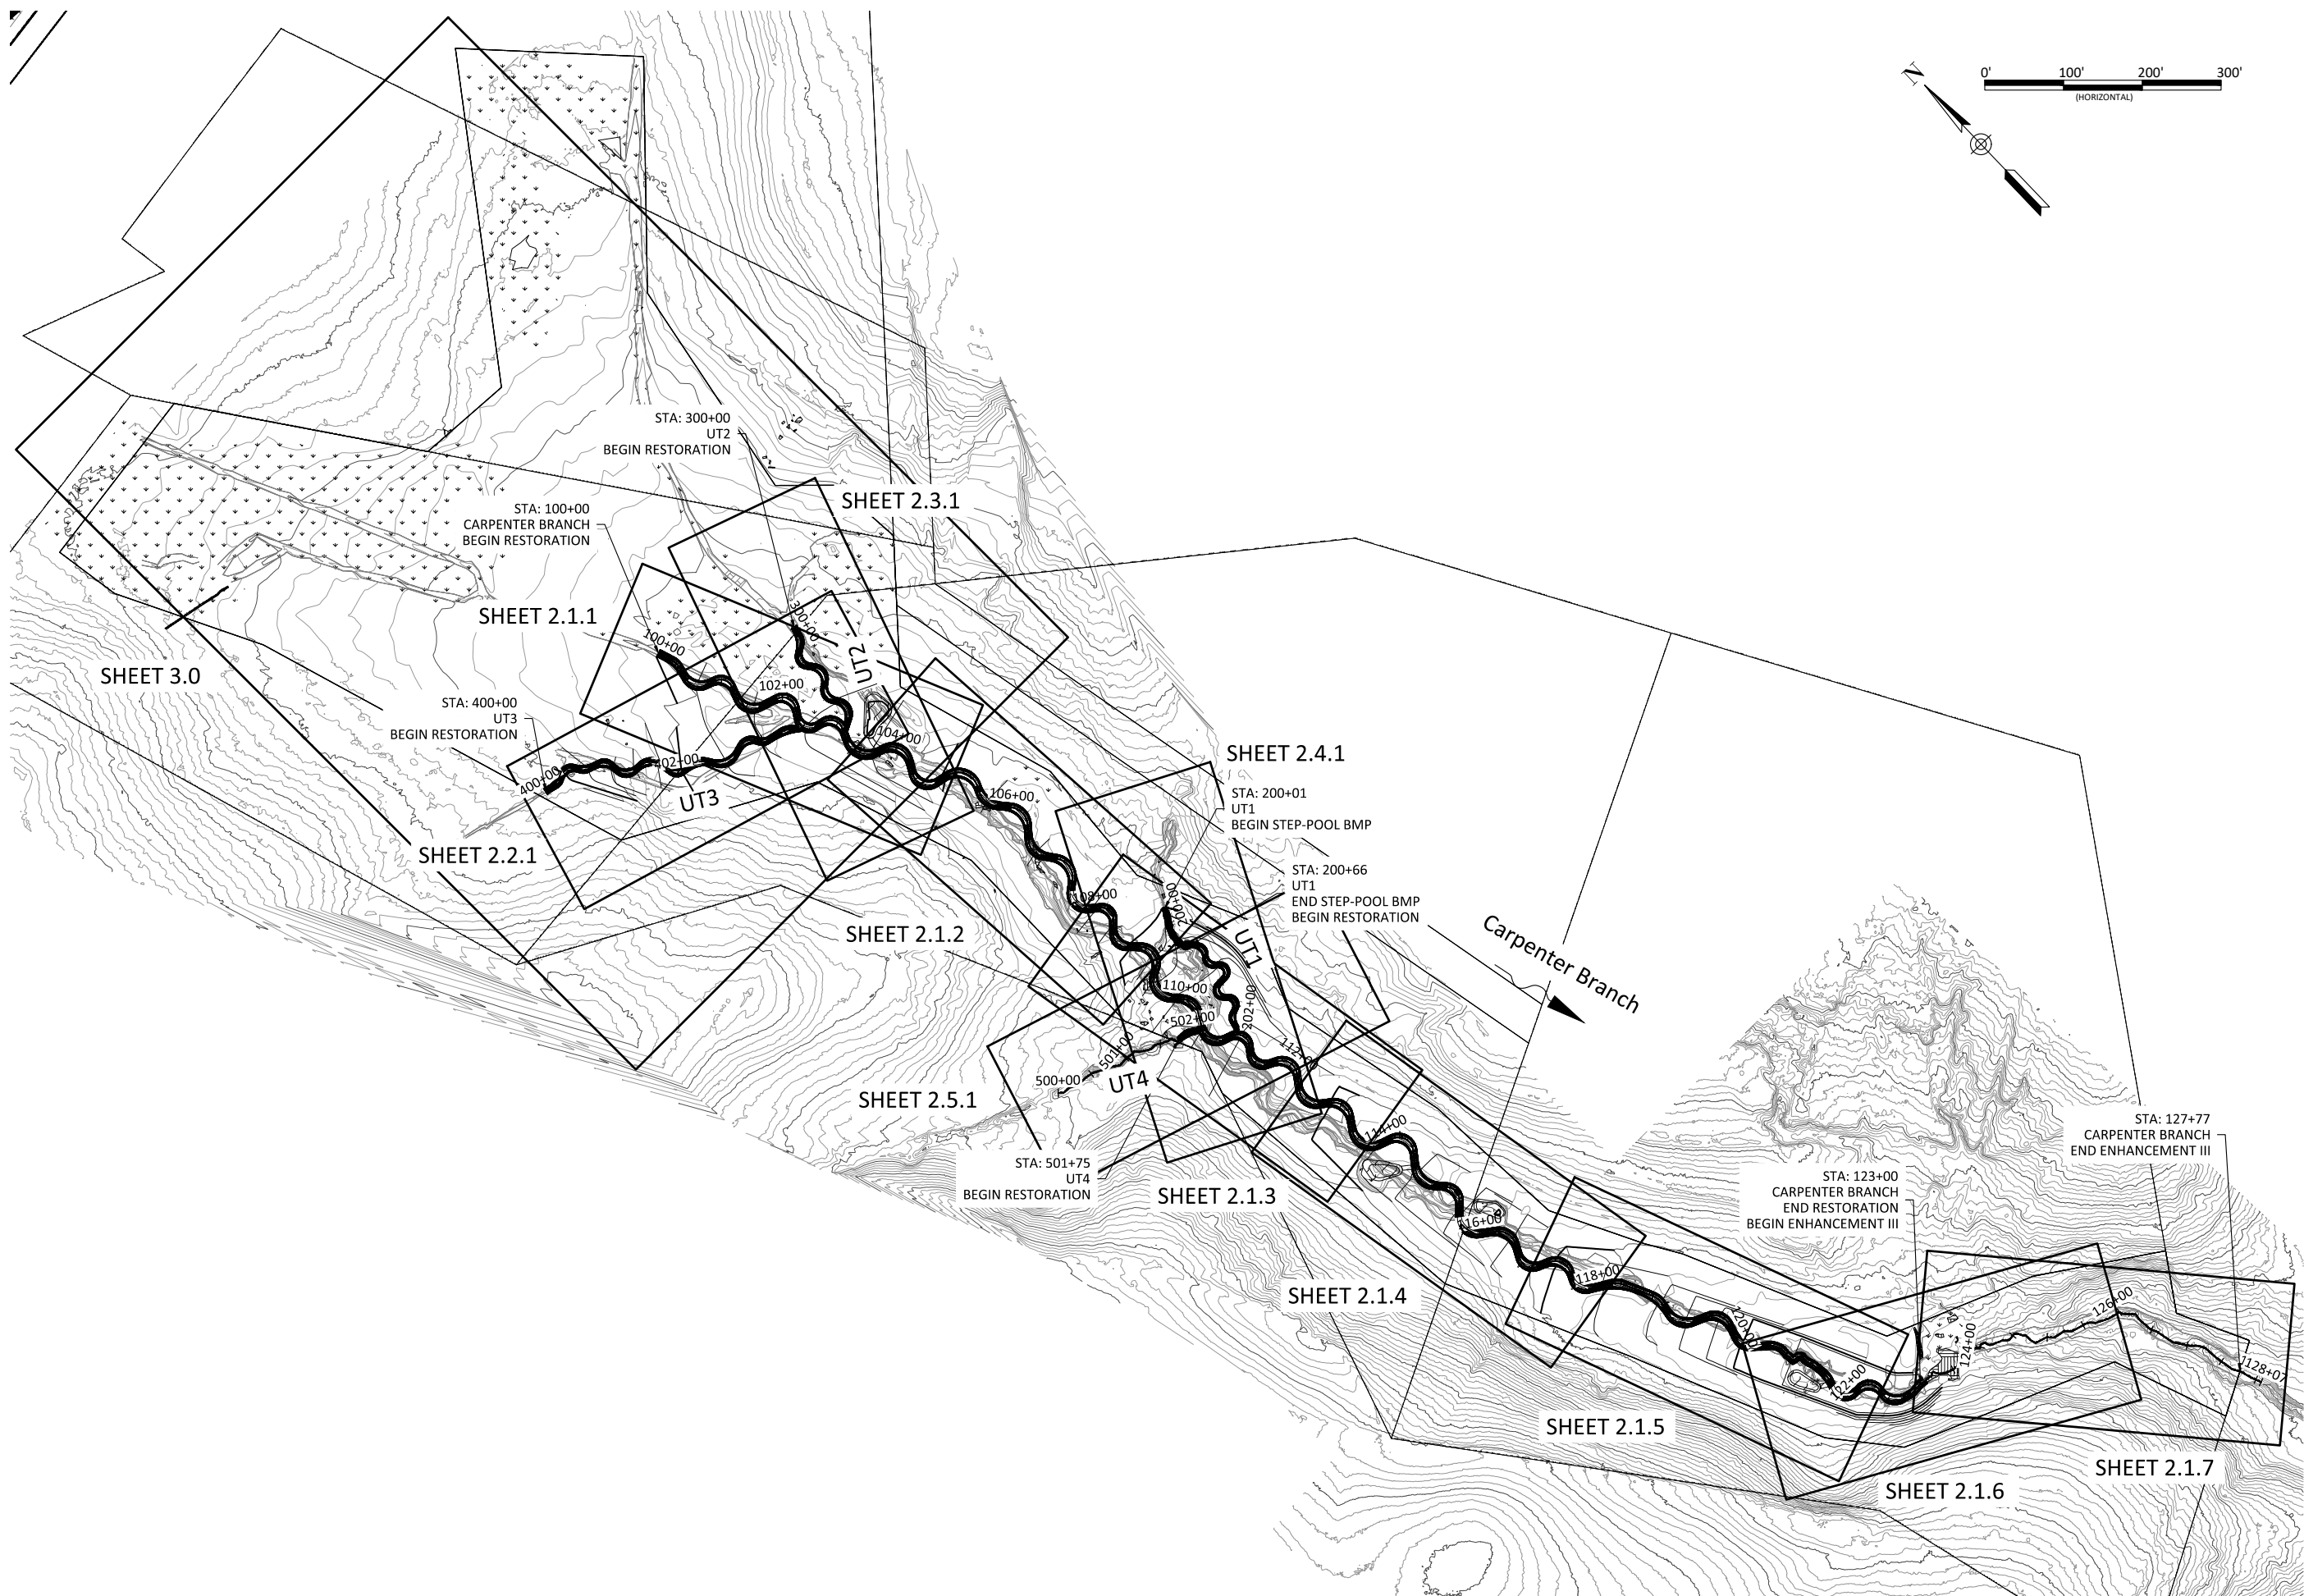 N
0' 100' 200' 300'
(HORIZONTAL)
STA: 300+00
UT2
BEGIN RESTORATION
SHEET 2.3.1
STA: 100+00
CARPENTER BRANCH
BEGIN RESTORATION
SHEET 2.1.1
300+00
100+00
UT2
SHEET 3.0
102+00
STA: 400+00
UT3
BEGIN RESTORATION
104+00
402+00
400+00
UT3
SHEET 2.4.1
STA: 200+01
UT1
BEGIN STEP-POOL BMP
106+00
SHEET 2.2.1
STA: 200+66
UT1
END STEP-POOL BMP
BEGIN RESTORATION
108+00
200+00
SHEET 2.1.2
UT1
Carpenter Branch
110+00
202+00
502+00
501+00
112+00
500+00
UT4
SHEET 2.5.1
114+00
STA: 127+77
CARPENTER BRANCH
END ENHANCEMENT III
STA: 501+75
UT4
BEGIN RESTORATION
SHEET 2.1.3
STA: 123+00
CARPENTER BRANCH
END RESTORATION
BEGIN ENHANCEMENT III
116+00
118+00
SHEET 2.1.4
126+00
120+00
124+00
128+07
122+00
SHEET 2.1.5
SHEET 2.1.7
SHEET 2.1.6